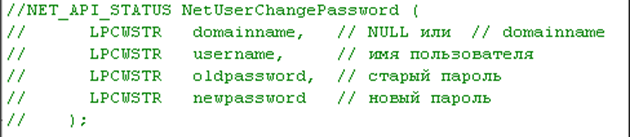 //NET_API_STATUS NetUserChangePassword (
//      LPCWSTR   domainname,   // NULL или  // domainname
//      LPCWSTR   username,     // имя пользователя
//      LPCWSTR   oldpassword,  // старый пароль
//      LPCWSTR   newpassword   // новый пароль
//    );